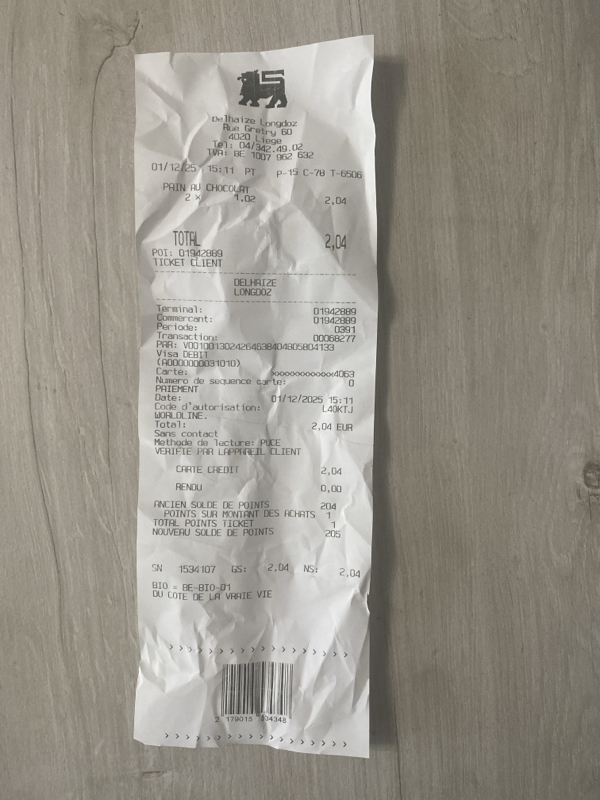 Delhaize Longdoz
Rue Gretry 60
4020 Liege
Tel: 04/342.49.02
TVA: BE 1007 962 632
01/12/25 15:11 PT P-15 C-78 T-6506
PAIN AU CHOCOLAT
2 X 1.02 2,04
TOTAL 2,04
POI: 01942889
TICKET CLIENT
DELHAIZE
LONGDOZ
Terminal: 01942889
Commercant: 01942889
Periode: 0391
Transaction: 00068277
PAR: V0010013024264638404805804133
Visa DEBIT
(A0000000031010)
Carte: xxxxxxxxxxxx4063
Numero de sequence carte: 0
PAIEMENT
Date: 01/12/2025 15:11
Code d'autorisation: L40KTJ
WORLDLINE.
Total: 2,04 EUR
Sans contact
Methode de lecture: PUCE
VERIFIE PAR LAPPAREIL CLIENT
CARTE CREDIT 2,04
RENDU 0,00
ANCIEN SOLDE DE POINTS 204
POINTS SUR MONTANT DES ACHATS 1
TOTAL POINTS TICKET 1
NOUVEAU SOLDE DE POINTS 205
SN 1534107 GS: 2,04 NS: 2,04
BIO = BE-BIO-01
DU COTE DE LA VRAIE VIE
> > > > > > > > > > > > > > > >
2 179015 534348
> > > > > > > > > > > > > > > >